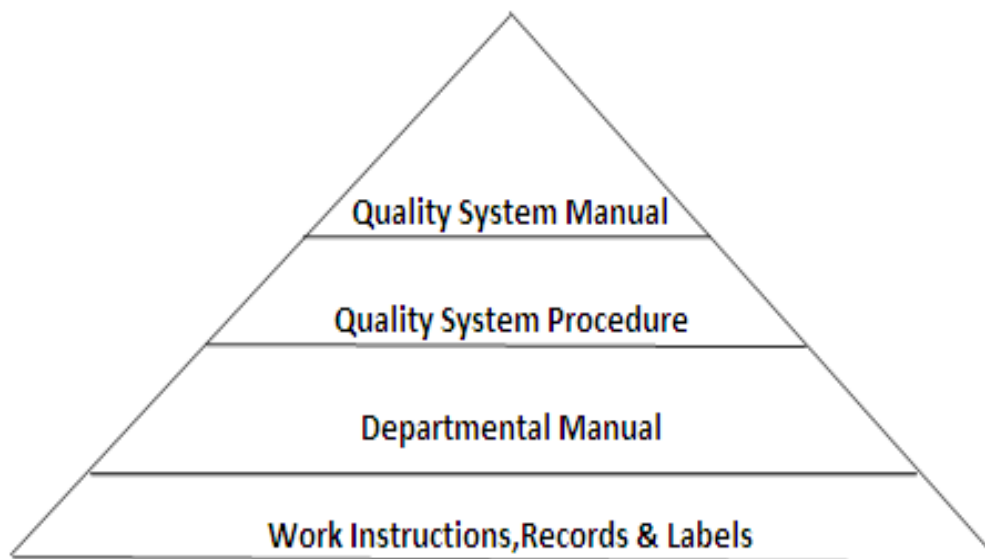 Quality System Manual
Quality System Procedure
Departmental Manual
Work Instructions,Records & Labels